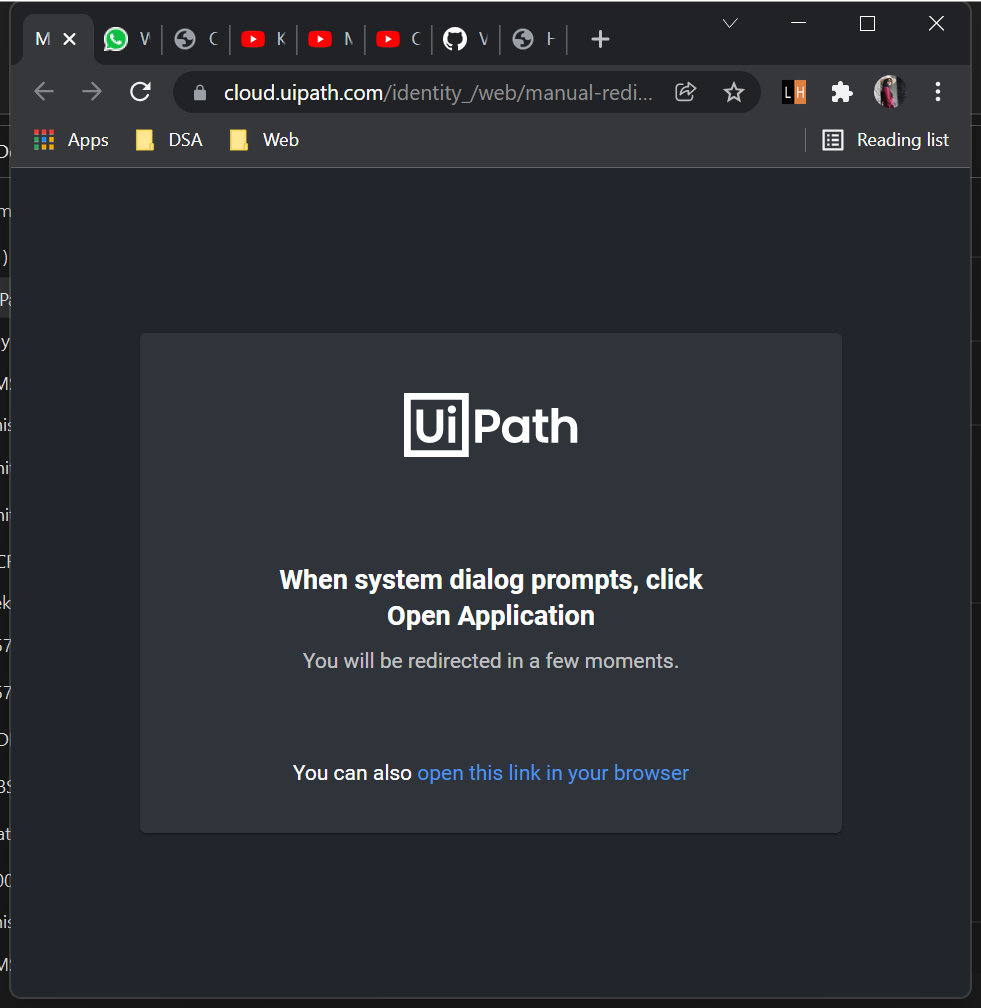 M
W
C
K
M
C
V
H
cloud.uipath.com/identity_/web/manual-redi...
LH
Apps
DSA
Web
Reading list
UiPath
When system dialog prompts, click
Open Application
You will be redirected in a few moments.
You can also open this link in your browser